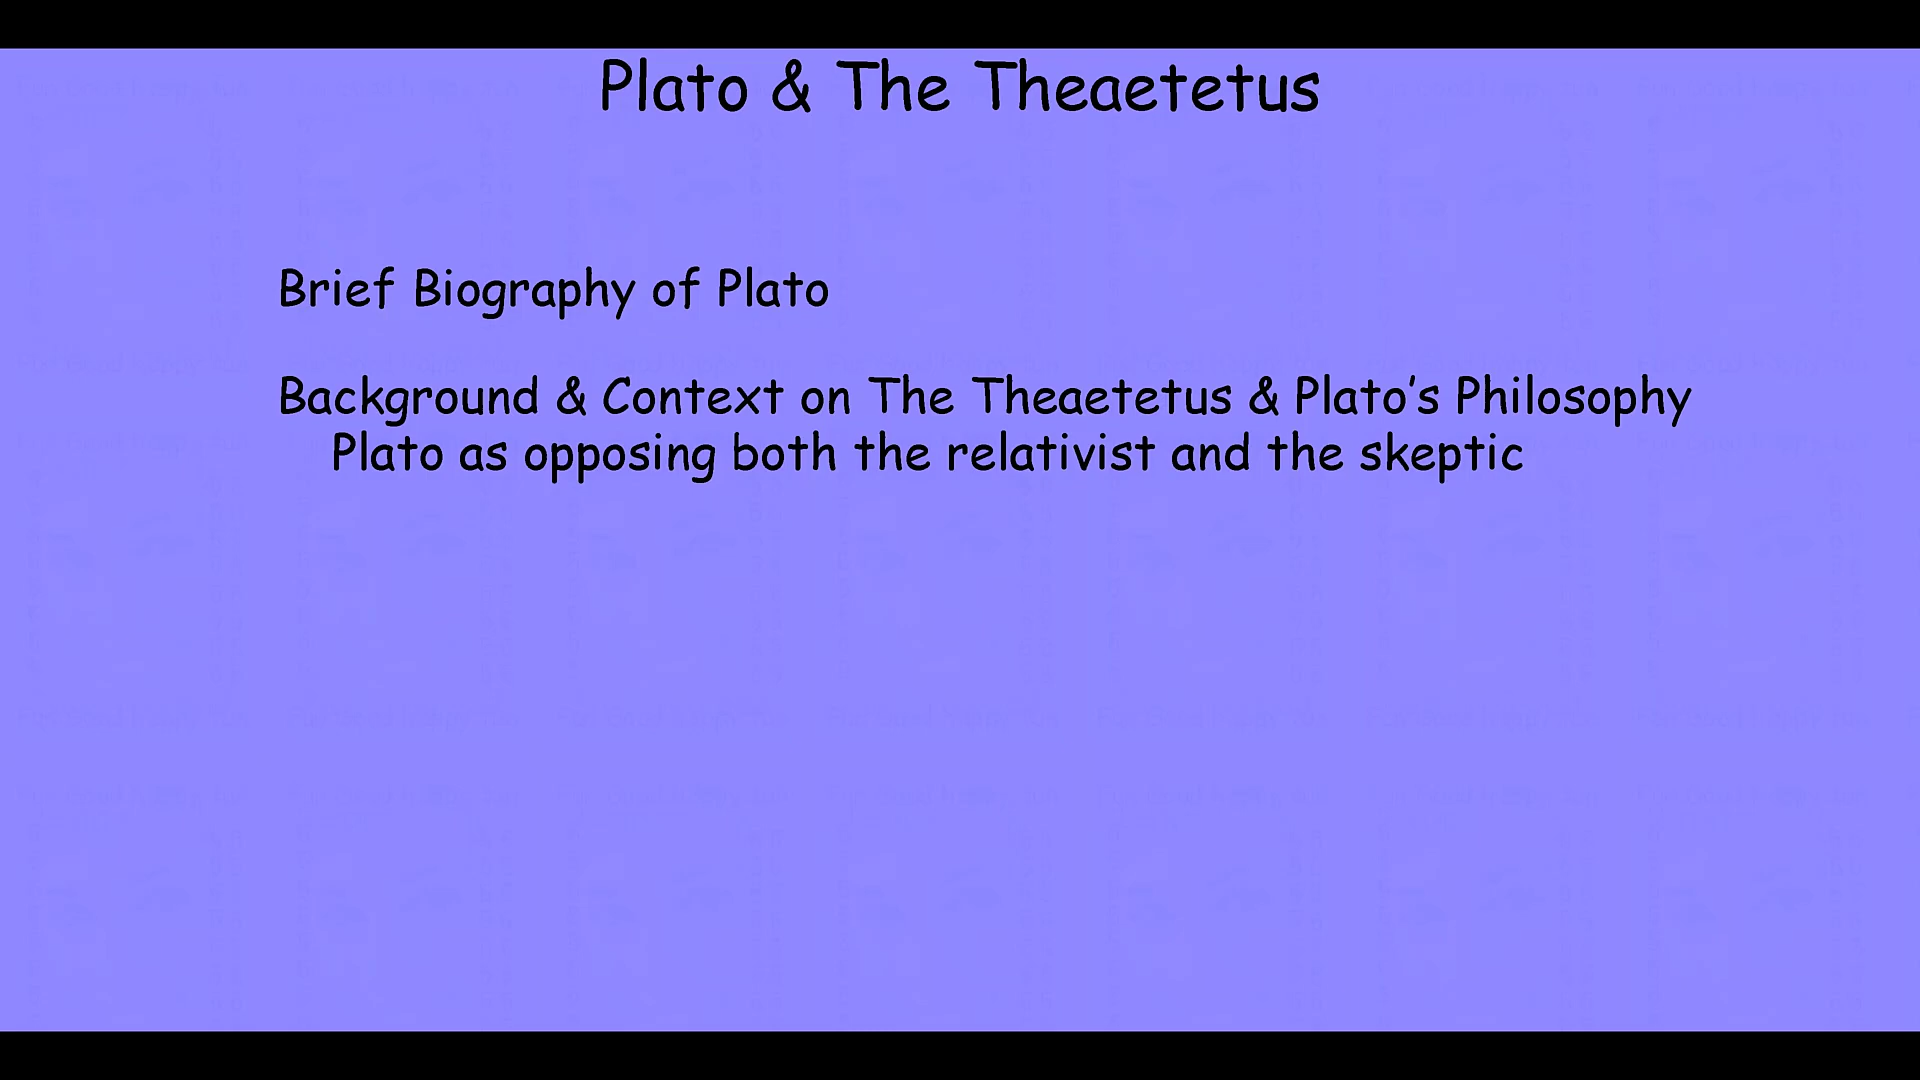 Plato & The Theaetetus
Brief Biography of Plato
Background & Context on The Theaetetus & Plato’s Philosophy
Plato as opposing both the relativist and the skeptic